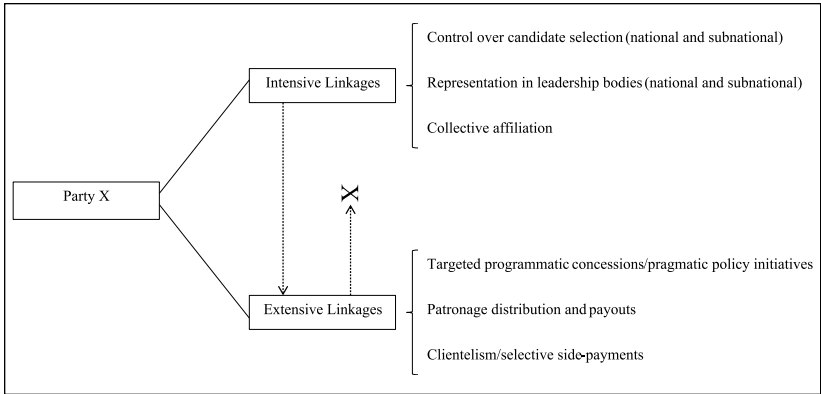 Control over candidate selection (national and subnational)
Intensive Linkages
Representation in leadership bodies (national and subnational)
Collective affiliation
Party X
X
Targeted programmatic concessions/pragmatic policy initiatives
Extensive Linkages
Patronage distribution and payouts
Clientelism/selective side-payments